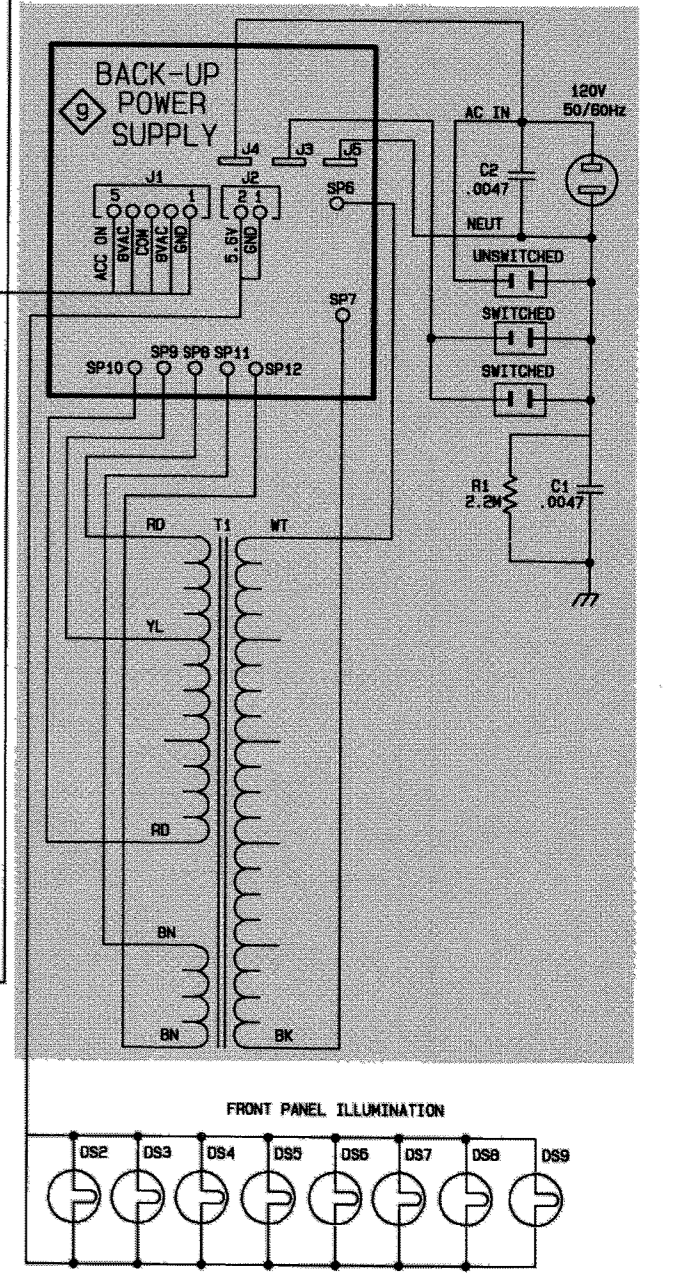 BACK-UP
POWER
SUPPLY
9
120V
50/60Hz
AC IN
J4
J3
J5
C2
.0047
J1
J2
SP6
5
1
2 1
ACC ON
8VAC
COM
8VAC
GND
5.6V
GND
NEUT
UNSWITCHED
SWITCHED
SWITCHED
SP7
SP10
SP9
SP8
SP11
SP12
R1
2.2M
C1
.0047
RD
T1
WT
YL
RD
BN
BN
BK
FRONT PANEL ILLUMINATION
DS2
DS3
DS4
DS5
DS6
DS7
DS8
DS9